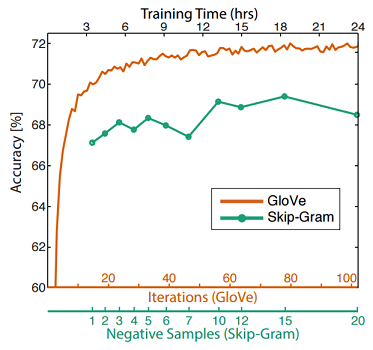 Training Time (hrs)
3 6 9 12 15 18 21 24
72
70
68
66
64
62
60
Accuracy [%]
GloVe
Skip-Gram
20 40 60 80 100
Iterations (GloVe)
1 2 3 4 5 6 7 10 12 15 20
Negative Samples (Skip-Gram)